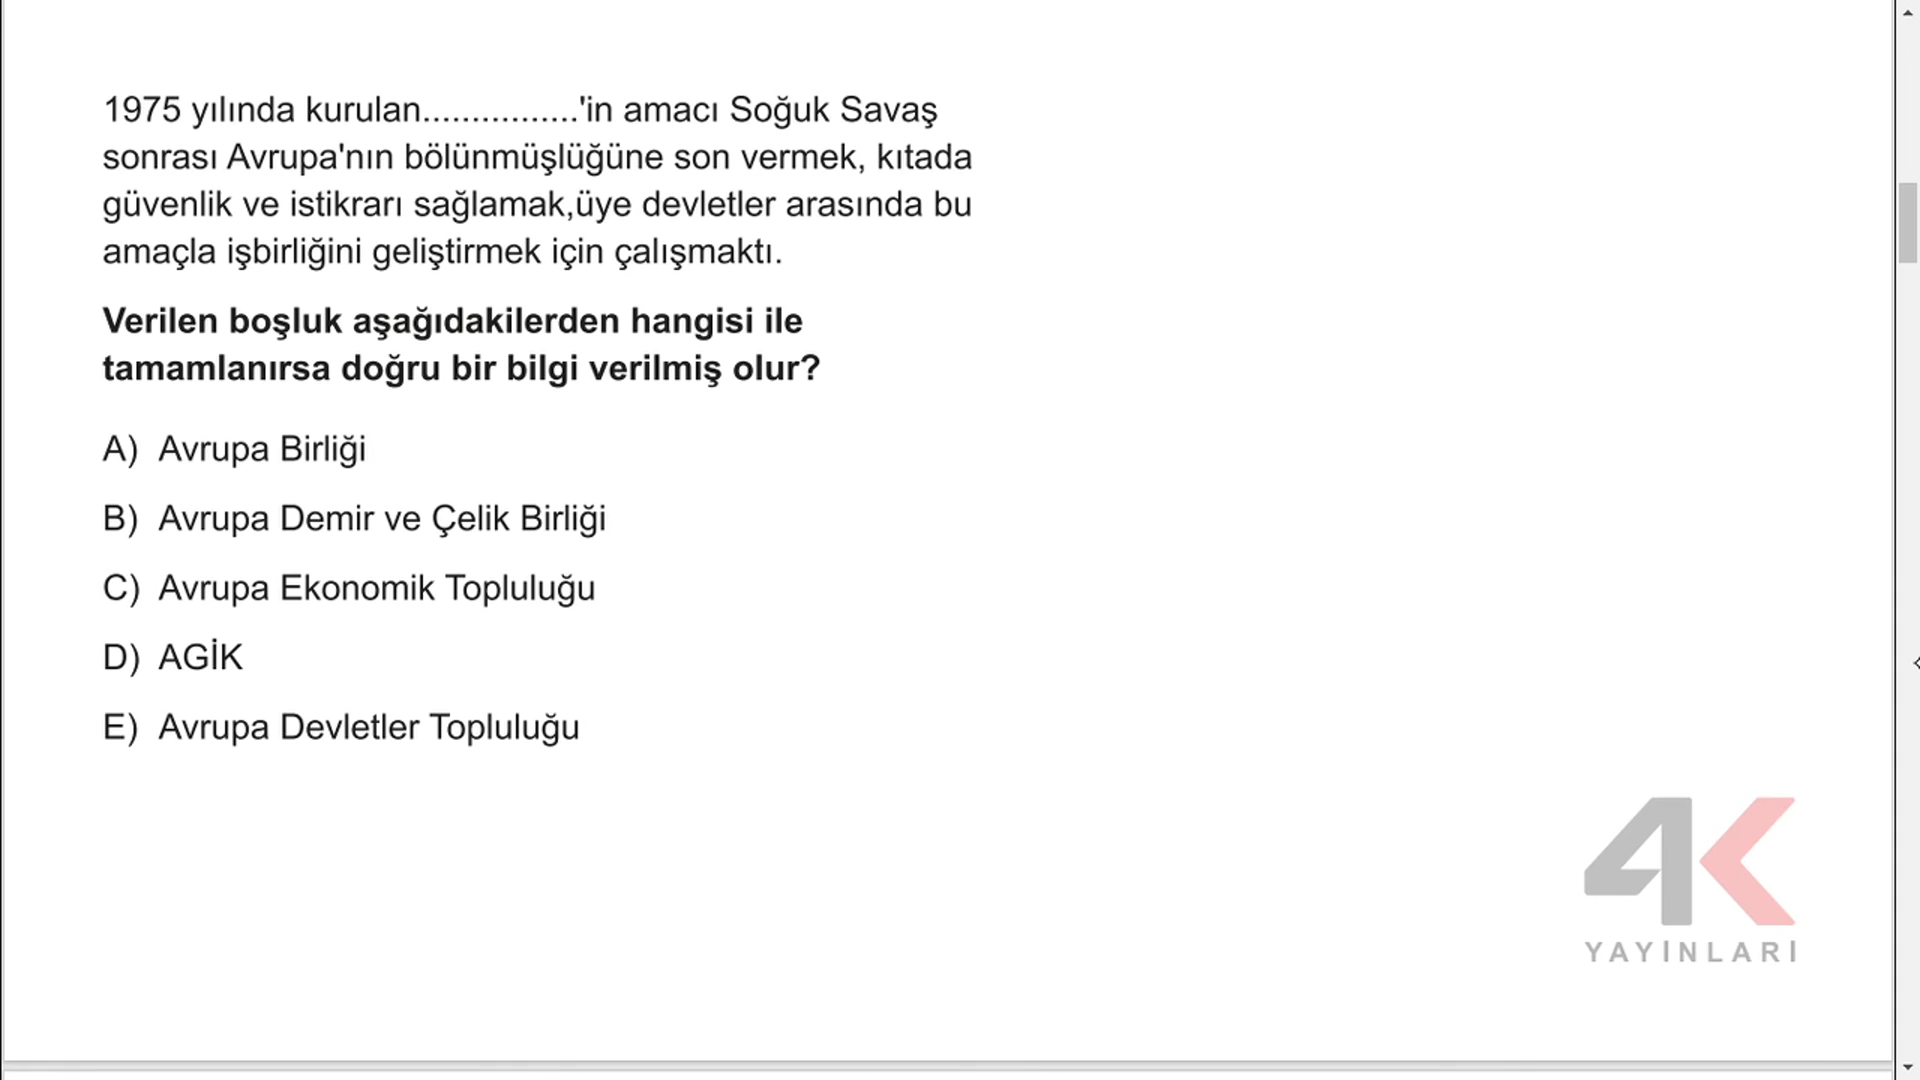 1975 yılında kurulan................'in amacı Soğuk Savaş
sonrası Avrupa'nın bölünmüşlüğüne son vermek, kıtada
güvenlik ve istikrarı sağlamak,üye devletler arasında bu
amaçla işbirliğini geliştirmek için çalışmaktı.
Verilen boşluk aşağıdakilerden hangisi ile
tamamlanırsa doğru bir bilgi verilmiş olur?
A) Avrupa Birliği
B) Avrupa Demir ve Çelik Birliği
C) Avrupa Ekonomik Topluluğu
D) AGİK
E) Avrupa Devletler Topluluğu
4K
YAYİNLARİ